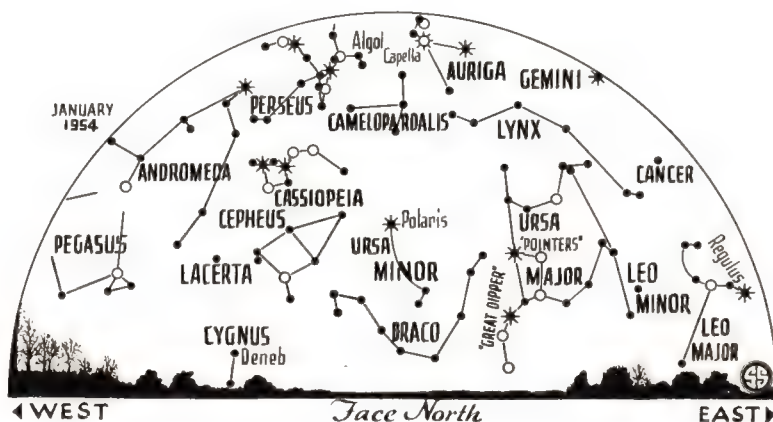 Algol
Capella
AURIGA
GEMINI
JANUARY
1954
PERSEUS
CAMELOPARDALIS
LYNX
ANDROMEDA
CANCER
CASSIOPEIA
CEPHEUS
Polaris
URSA
"POINTERS"
MAJOR
PEGASUS
LACERTA
URSA
MINOR
LEO
MINOR
Regulus
"GREAT DIPPER"
CYGNUS
Deneb
DRACO
LEO
MAJOR
SS
WEST
Face North
EAST